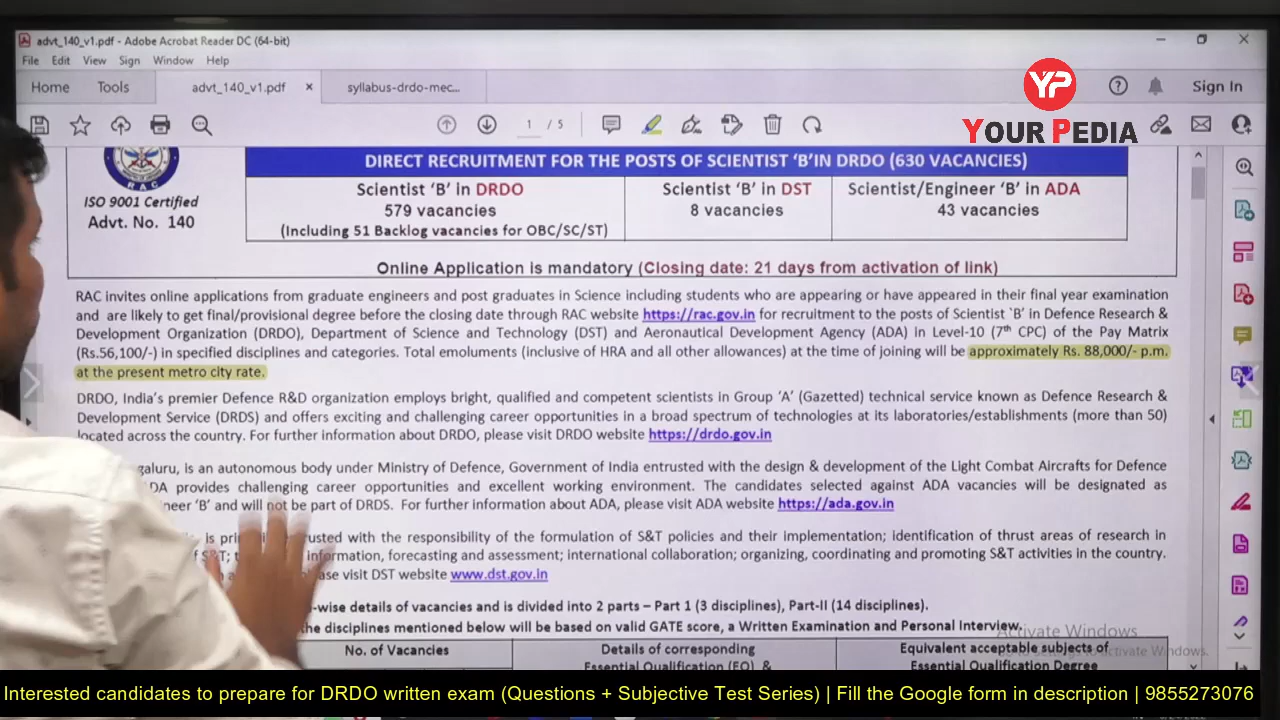 advt_140_v1.pdf - Adobe Acrobat Reader DC (64-bit)
File Edit View Sign Window Help
Home Tools advt_140_v1.pdf × syllabus-drdo-mec... Sign In
1 / 5
YP
YOUR PEDIA
R A C
ISO 9001 Certified
Advt. No. 140
DIRECT RECRUITMENT FOR THE POSTS OF SCIENTIST 'B'IN DRDO (630 VACANCIES)
Scientist 'B' in DRDO
579 vacancies
(Including 51 Backlog vacancies for OBC/SC/ST)
Scientist 'B' in DST
8 vacancies
Scientist/Engineer 'B' in ADA
43 vacancies
Online Application is mandatory (Closing date: 21 days from activation of link)
RAC invites online applications from graduate engineers and post graduates in Science including students who are appearing or have appeared in their final year examination
and are likely to get final/provisional degree before the closing date through RAC website https://rac.gov.in for recruitment to the posts of Scientist 'B' in Defence Research &
Development Organization (DRDO), Department of Science and Technology (DST) and Aeronautical Development Agency (ADA) in Level-10 (7th CPC) of the Pay Matrix
(Rs.56,100/-) in specified disciplines and categories. Total emoluments (inclusive of HRA and all other allowances) at the time of joining will be approximately Rs. 88,000/- p.m.
at the present metro city rate.
DRDO, India's premier Defence R&D organization employs bright, qualified and competent scientists in Group 'A' (Gazetted) technical service known as Defence Research &
Development Service (DRDS) and offers exciting and challenging career opportunities in a broad spectrum of technologies at its laboratories/establishments (more than 50)
located across the country. For further information about DRDO, please visit DRDO website https://drdo.gov.in
galuru, is an autonomous body under Ministry of Defence, Government of India entrusted with the design & development of the Light Combat Aircrafts for Defence
DA provides challenging career opportunities and excellent working environment. The candidates selected against ADA vacancies will be designated as
neer 'B' and will not be part of DRDS. For further information about ADA, please visit ADA website https://ada.gov.in
is pri rusted with the responsibility of the formulation of S&T policies and their implementation; identification of thrust areas of research in
of S&T; information, forecasting and assessment; international collaboration; organizing, coordinating and promoting S&T activities in the country.
ase visit DST website www.dst.gov.in
-wise details of vacancies and is divided into 2 parts – Part 1 (3 disciplines), Part-II (14 disciplines).
the disciplines mentioned below will be based on valid GATE score, a Written Examination and Personal Interview.
Activate Windows
No. of Vacancies
Details of corresponding
Essential Qualification (EQ) &
Equivalent acceptable subjects of
Essential Qualification Degree
to activate Windows.
Interested candidates to prepare for DRDO written exam (Questions + Subjective Test Series) | Fill the Google form in description | 9855273076